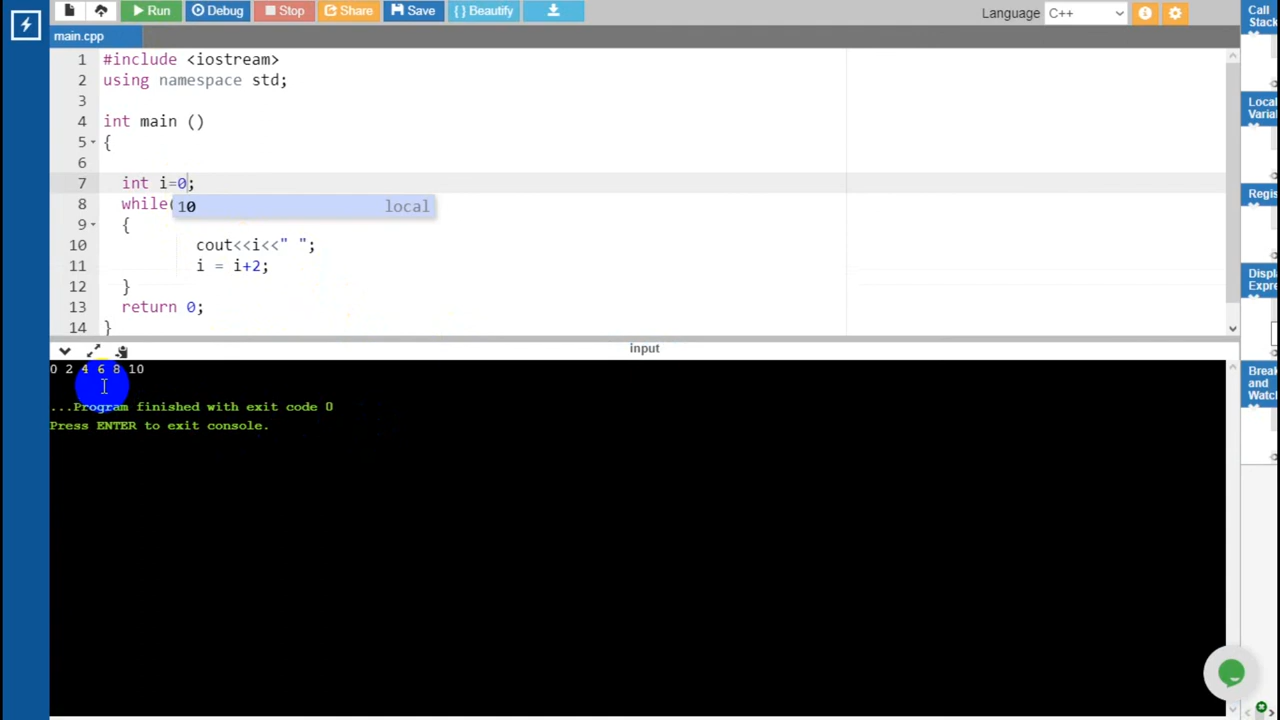 Run Debug Stop Share Save { } Beautify Language C++
Call
Stack
main.cpp
1 #include <iostream>
2 using namespace std;
3
4 int main ()
5 {
6
7 int i=0;
8 while(
10 local
9 {
10 cout<<i<<" ";
11 i = i+2;
12 }
13 return 0;
14 }
Local
Varia
Regis
Displ
Expre
Break
and
Watc
input
0 2 4 6 8 10
...Program finished with exit code 0
Press ENTER to exit console.